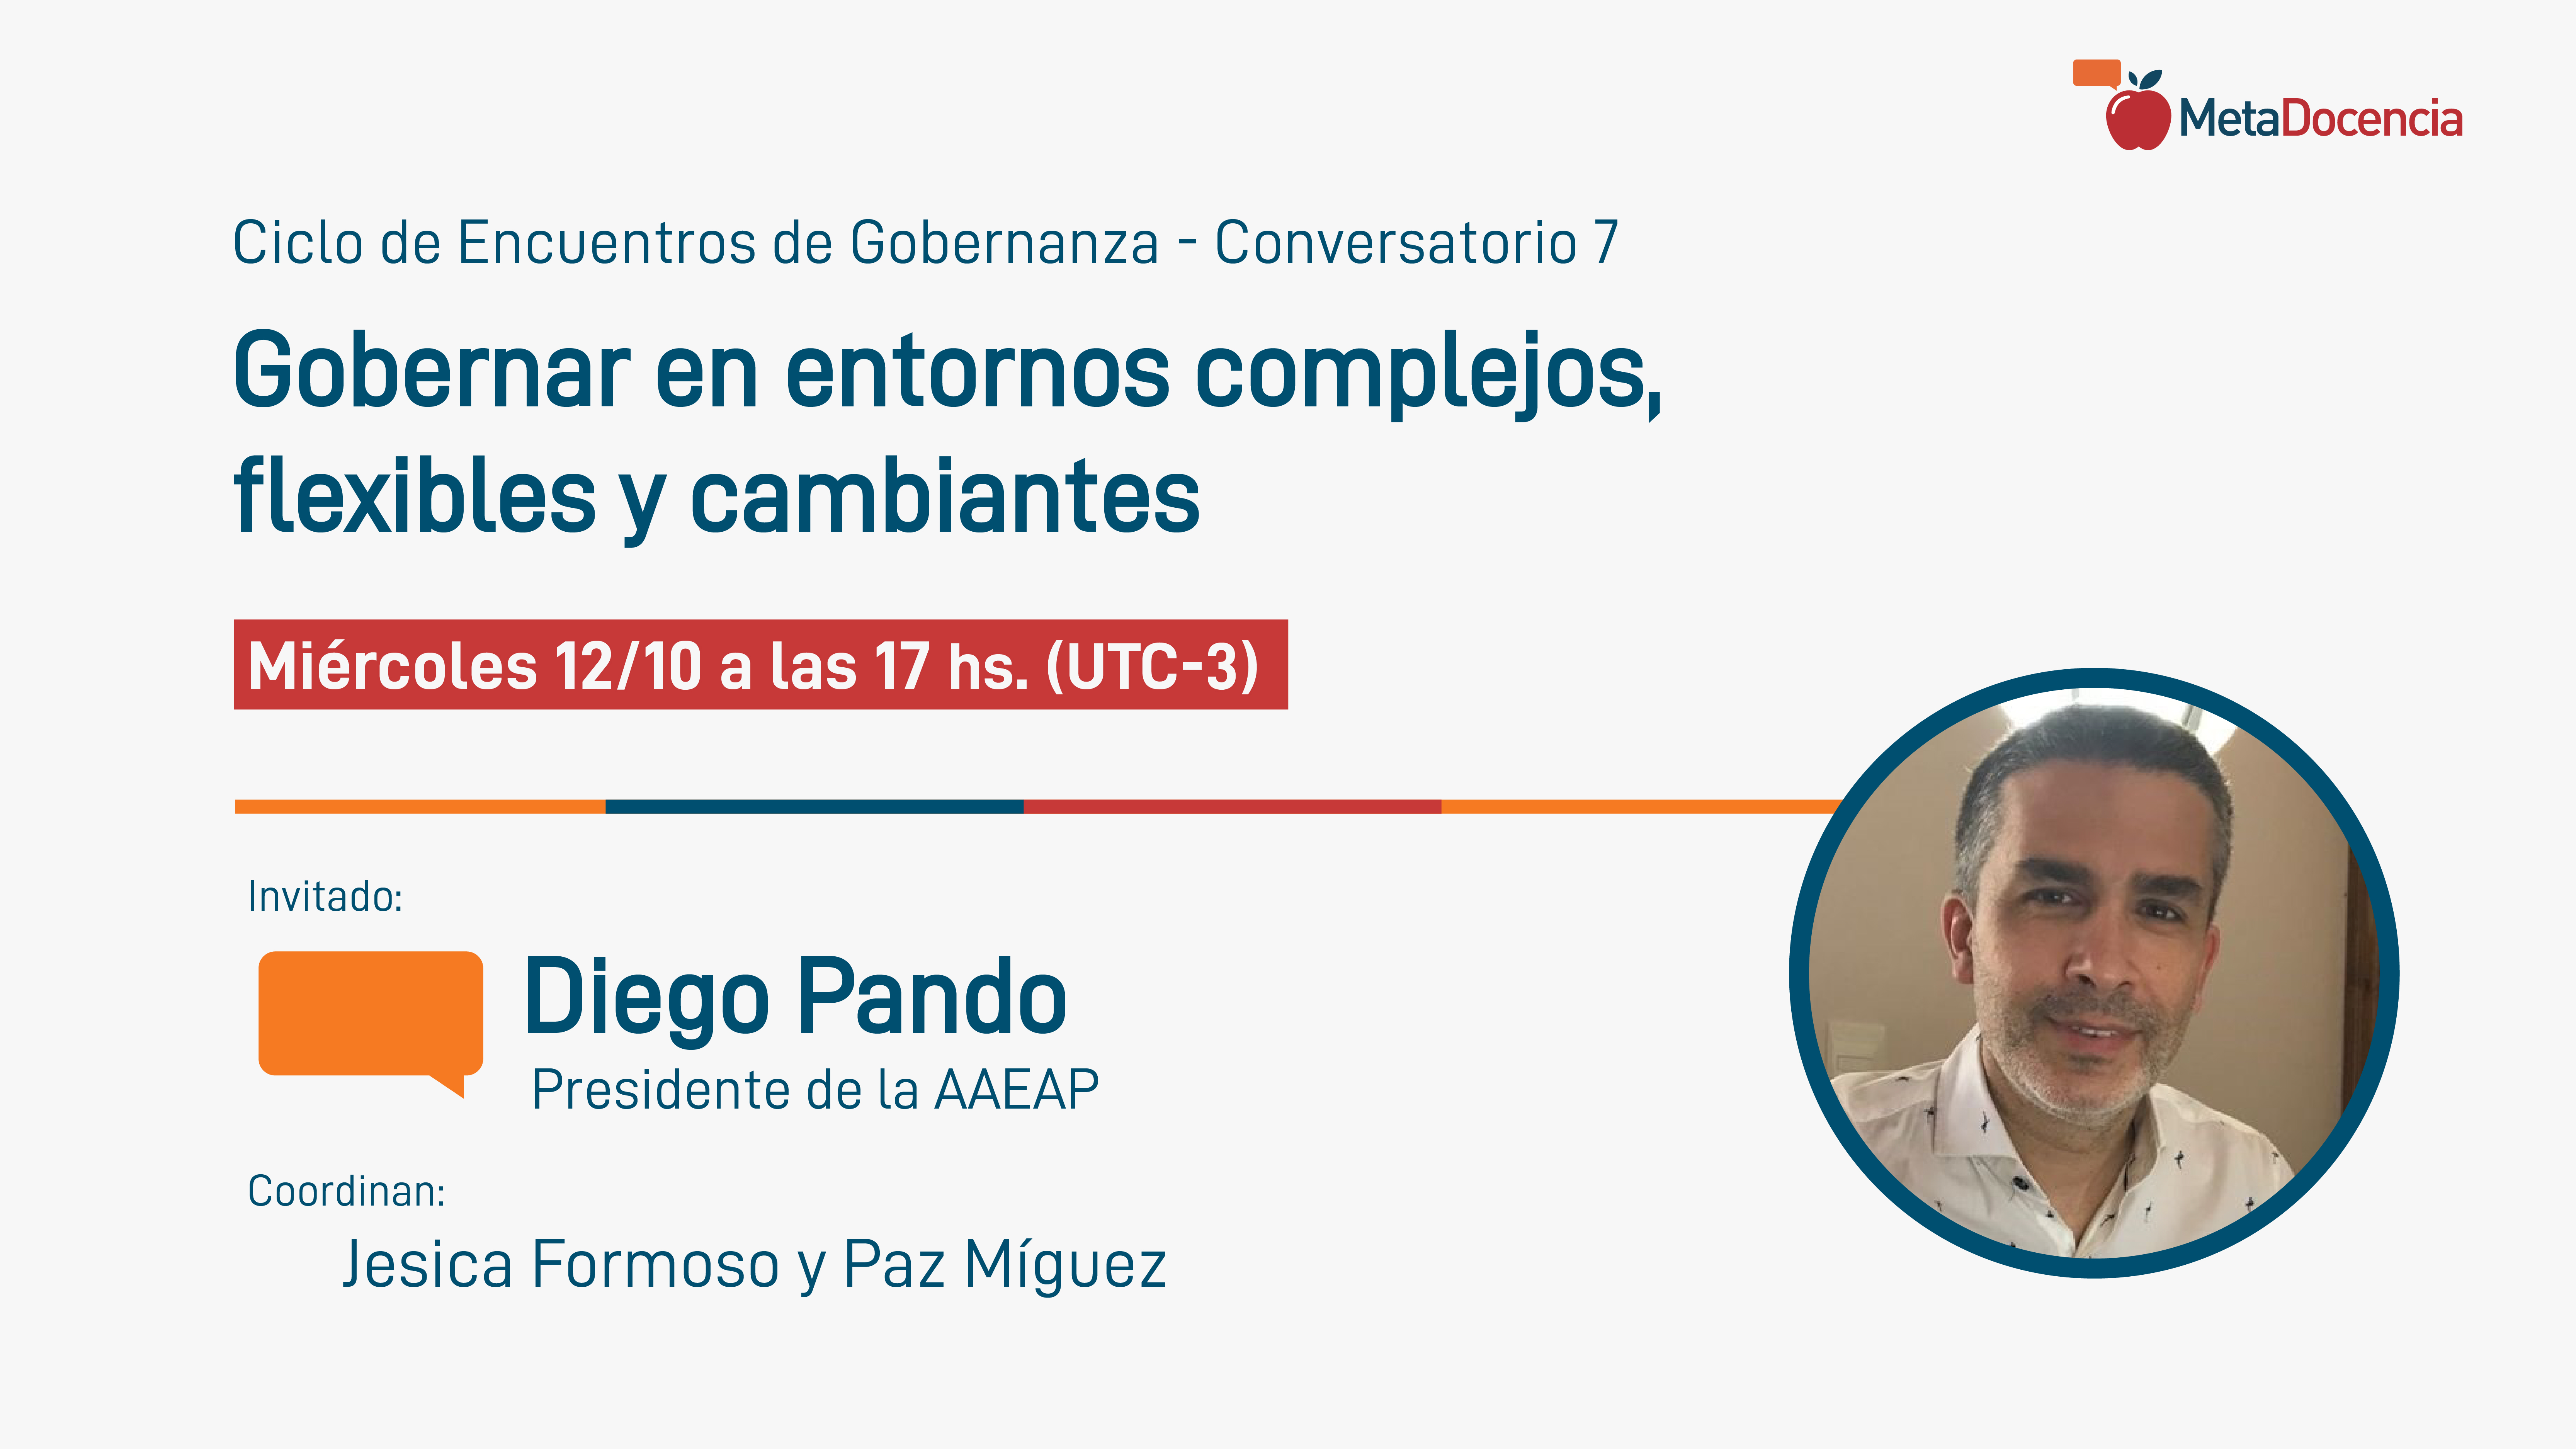 MetaDocencia
Ciclo de Encuentros de Gobernanza - Conversatorio 7
Gobernar en entornos complejos,
flexibles y cambiantes
Miércoles 12/10 a las 17 hs. (UTC-3)
Invitado:
Diego Pando
Presidente de la AAEAP
Coordinan:
Jesica Formoso y Paz Míguez